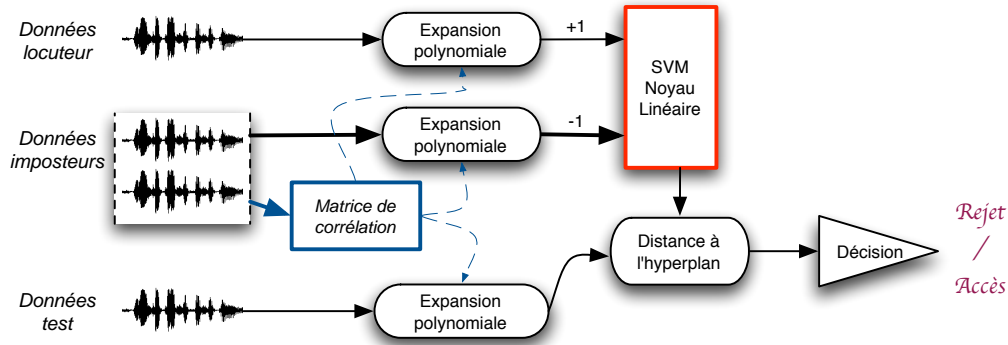 Données
locuteur
Expansion
polynomiale
+1
SVM
Noyau
Linéaire
Données
imposteurs
Expansion
polynomiale
-1
Matrice de
corrélation
Distance à
l'hyperplan
Décision
Rejet
/
Accès
Données
test
Expansion
polynomiale